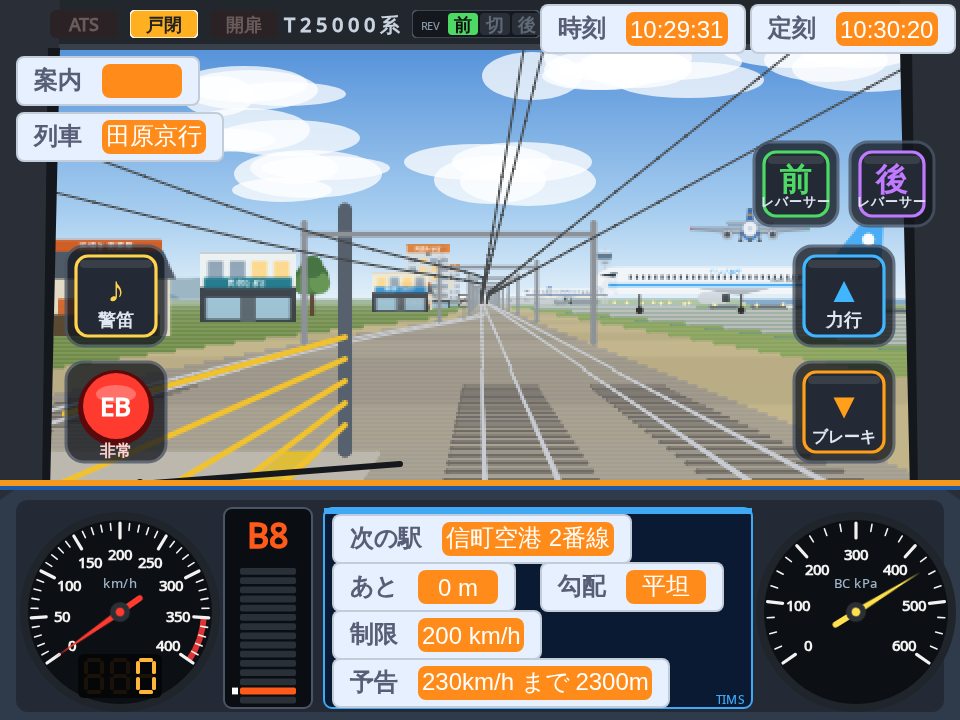 ATS 戸閉 開扉 T25000系 REV 前 切 後
時刻 10:29:31 定刻 10:30:20
案内
列車 田原京行
前 レバーサー
後 レバーサー
♪ 警笛
▲ 力行
EB 非常
▼ ブレーキ
50 100 150 200 250 300 350 400 0
km/h
0
B8
次の駅 信町空港 2番線
あと 0 m 勾配 平坦
制限 200 km/h
予告 230km/h まで 2300m
TIMS
0 100 200 300 400 500 600
BC kPa